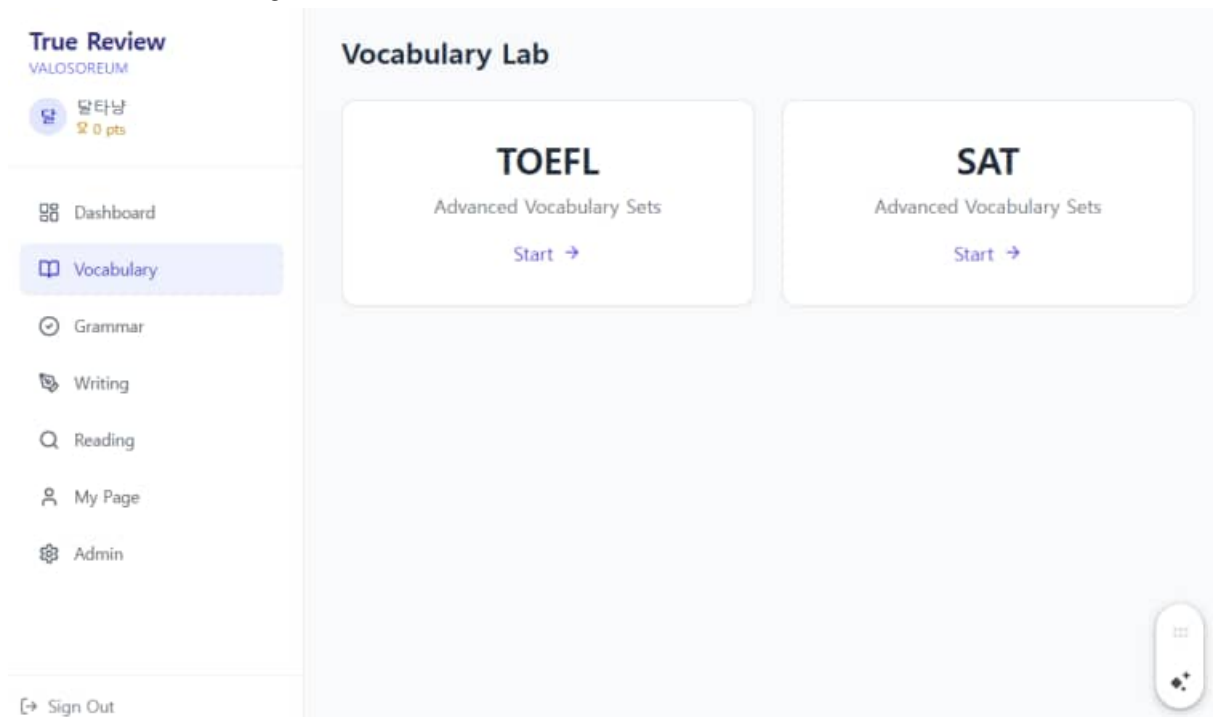 True Review
VALOSOREUM
달
달타냥
0 pts
Dashboard
Vocabulary
Grammar
Writing
Reading
My Page
Admin
Sign Out
Vocabulary Lab
TOEFL
Advanced Vocabulary Sets
Start →
SAT
Advanced Vocabulary Sets
Start →